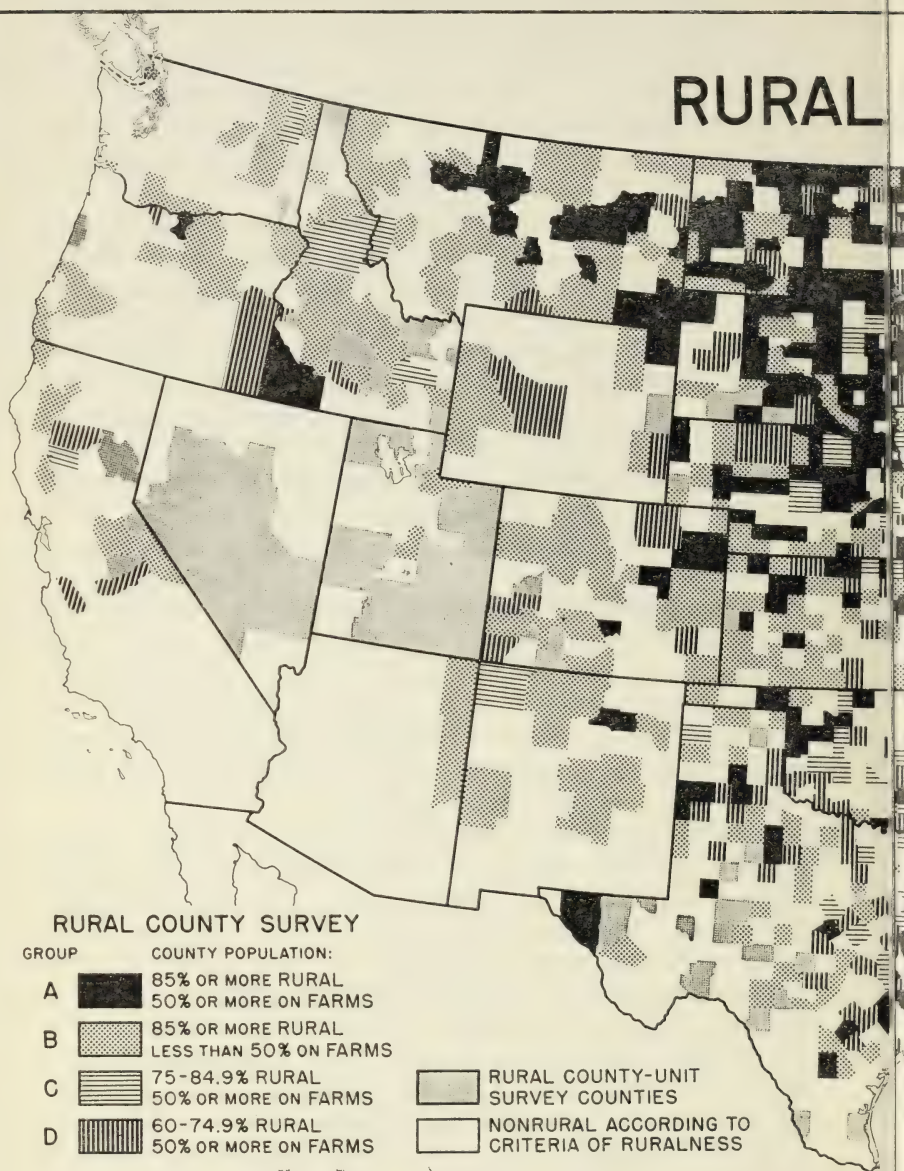 RURAL
RURAL COUNTY SURVEY
GROUP COUNTY POPULATION:
A 85% OR MORE RURAL
50% OR MORE ON FARMS
B 85% OR MORE RURAL
LESS THAN 50% ON FARMS
C 75-84.9% RURAL
50% OR MORE ON FARMS
D 60-74.9% RURAL
50% OR MORE ON FARMS
RURAL COUNTY-UNIT
SURVEY COUNTIES
NONRURAL ACCORDING TO
CRITERIA OF RURALNESS